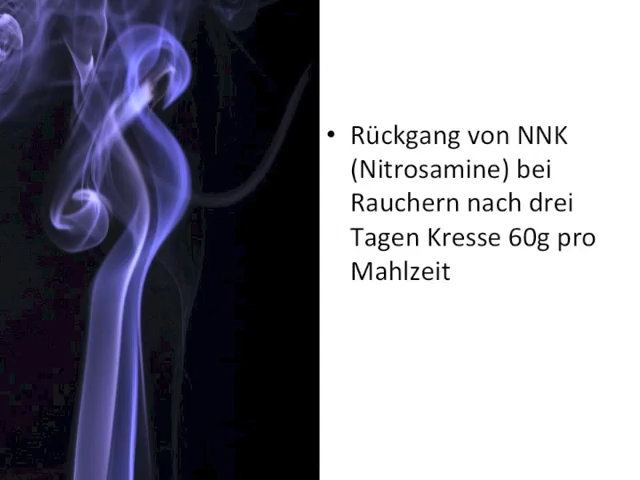 • Rückgang von NNK
(Nitrosamine) bei
Rauchern nach drei
Tagen Kresse 60g pro
Mahlzeit